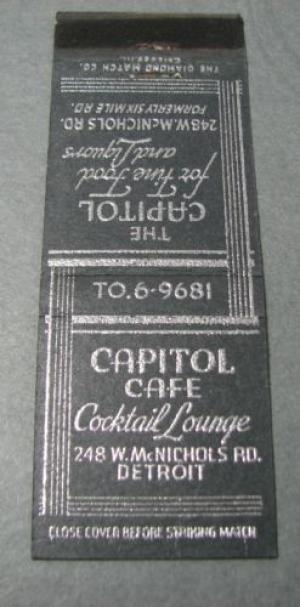 THE DIAMOND MATCH CO.
248 W. McNICHOLS RD.
FORMERLY SIX MILE RD.
THE
CAPITOL
for Fine Food
and Liquors
TO. 6-9681
CAPITOL
CAFE
Cocktail Lounge
248 W. McNICHOLS RD.
DETROIT
CLOSE COVER BEFORE STRIKING MATCH